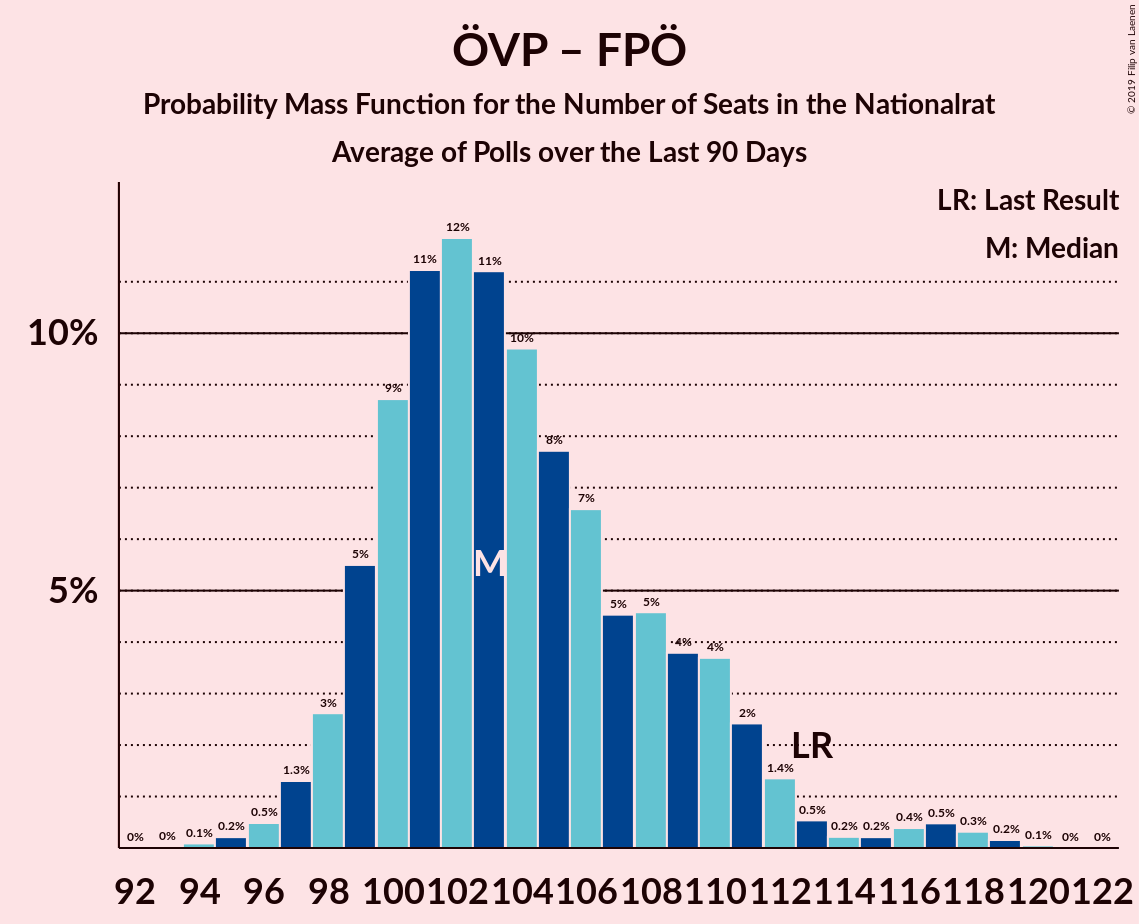 ÖVP – FPÖ
Probability Mass Function for the Number of Seats in the Nationalrat
Average of Polls over the Last 90 Days
© 2019 Filip van Laenen
LR: Last Result
M: Median
10%
5%
0% 0% 0.1% 0.2% 0.5% 1.3% 3% 5% 9% 11% 12% 11% 10% 8% 7% 5% 5% 4% 4% 2% 1.4% 0.5% 0.2% 0.2% 0.4% 0.5% 0.3% 0.2% 0.1% 0% 0%
M
LR
92 94 96 98 100 102 104 106 108 110 112 114 116 118 120 122